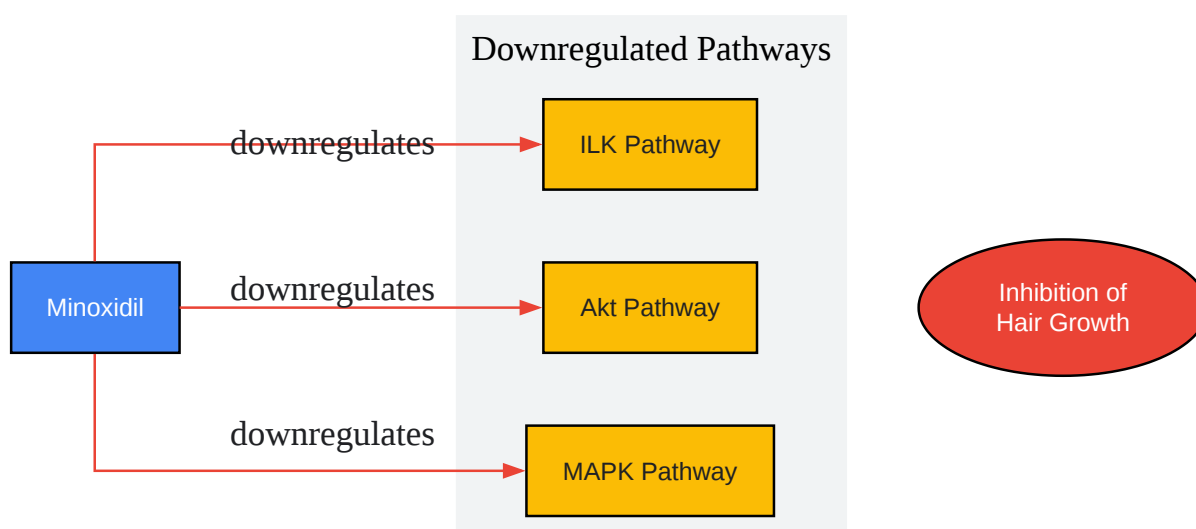 Downregulated Pathways
downregulates
ILK Pathway
Minoxidil
downregulates
Akt Pathway
Inhibition of
Hair Growth
downregulates
MAPK Pathway